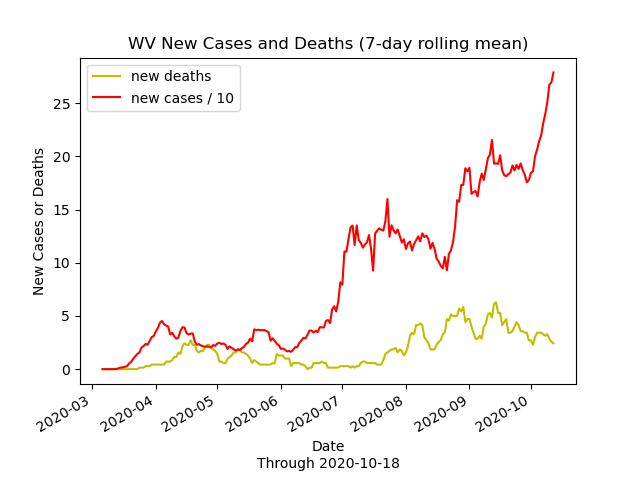 WV New Cases and Deaths (7-day rolling mean)
new deaths
new cases / 10
New Cases or Deaths
25
20
15
10
5
0
2020-03
2020-04
2020-05
2020-06
2020-07
2020-08
2020-09
2020-10
Date
Through 2020-10-18